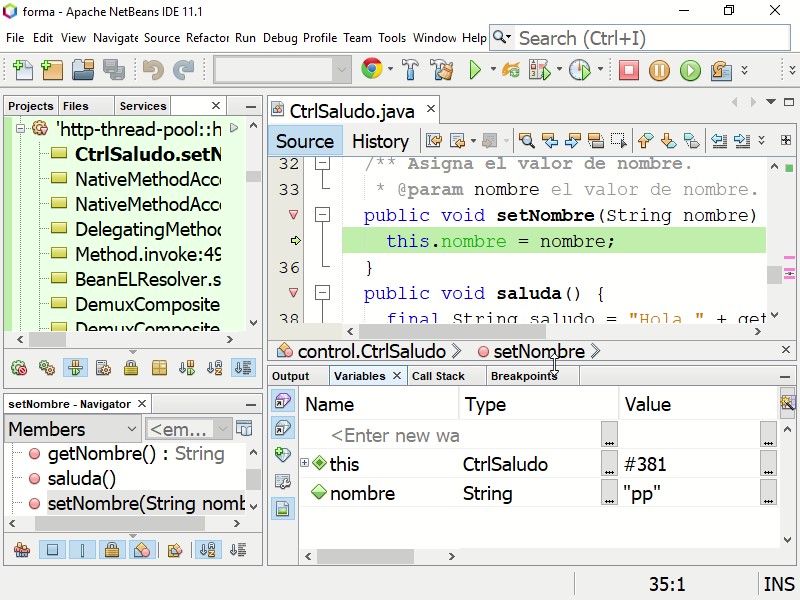 forma - Apache NetBeans IDE 11.1
File Edit View Navigate Source Refactor Run Debug Profile Team Tools Window Help
Search (Ctrl+I)
Projects Files Services
'http-thread-pool::h
CtrlSaludo.setN
NativeMethodAcce
NativeMethodAcce
DelegatingMethod
Method.invoke:49
BeanELResolver.s
DemuxComposite
DemuxComposite
setNombre - Navigator
Members
<em...
getNombre() : String
saluda()
setNombre(String nomb
CtrlSaludo.java
Source History
32 /** Asigna el valor de nombre.
33 * @param nombre el valor de nombre.
public void setNombre(String nombre)
this.nombre = nombre;
36 }
public void saluda() {
38 final String saludo = "Hola " + get
control.CtrlSaludo setNombre
Output Variables Call Stack Breakpoints
Name Type Value
<Enter new wa ... ...
this CtrlSaludo ... #381 ...
nombre String ... "pp" ...
35:1 INS